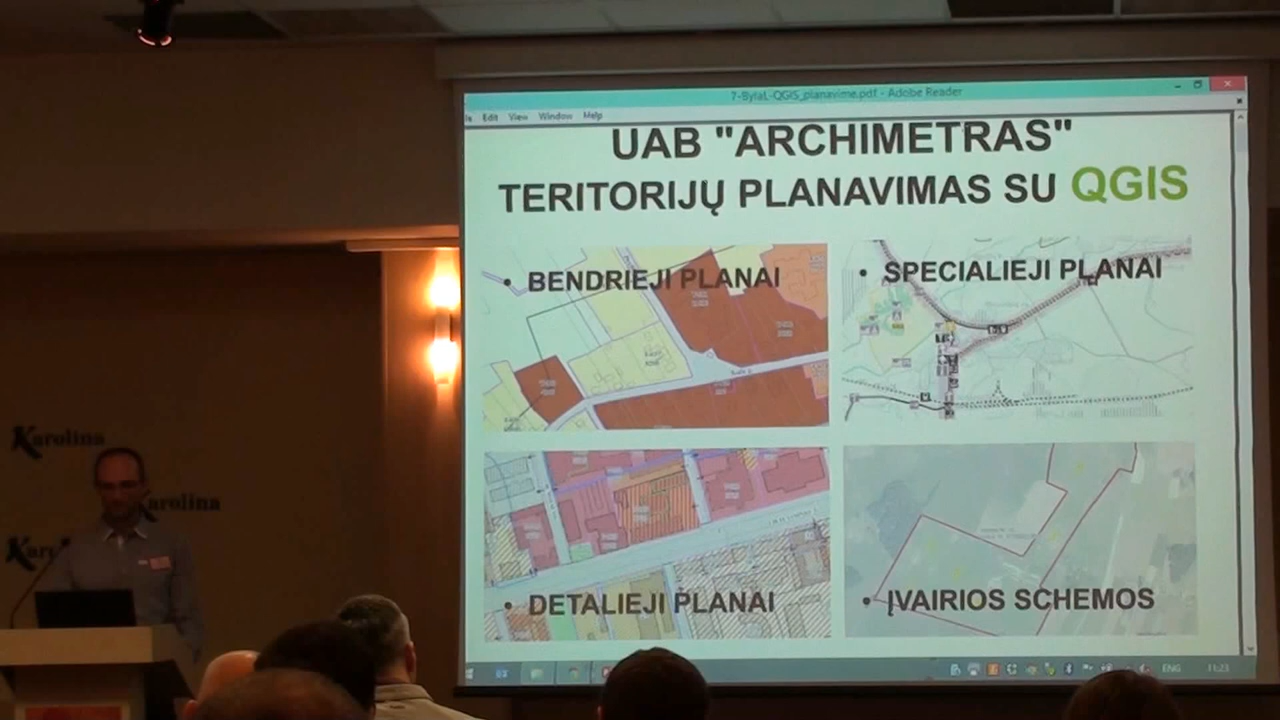 7-BylaL-QGIS_planavime.pdf - Adobe Reader
Edit View Window Help
UAB "ARCHIMETRAS"
TERITORIJŲ PLANAVIMAS SU QGIS
• BENDRIEJI PLANAI
• SPECIALIEJI PLANAI
• DETALIEJI PLANAI
• ĮVAIRIOS SCHEMOS
ENG 11:23
Karolina
Karolina